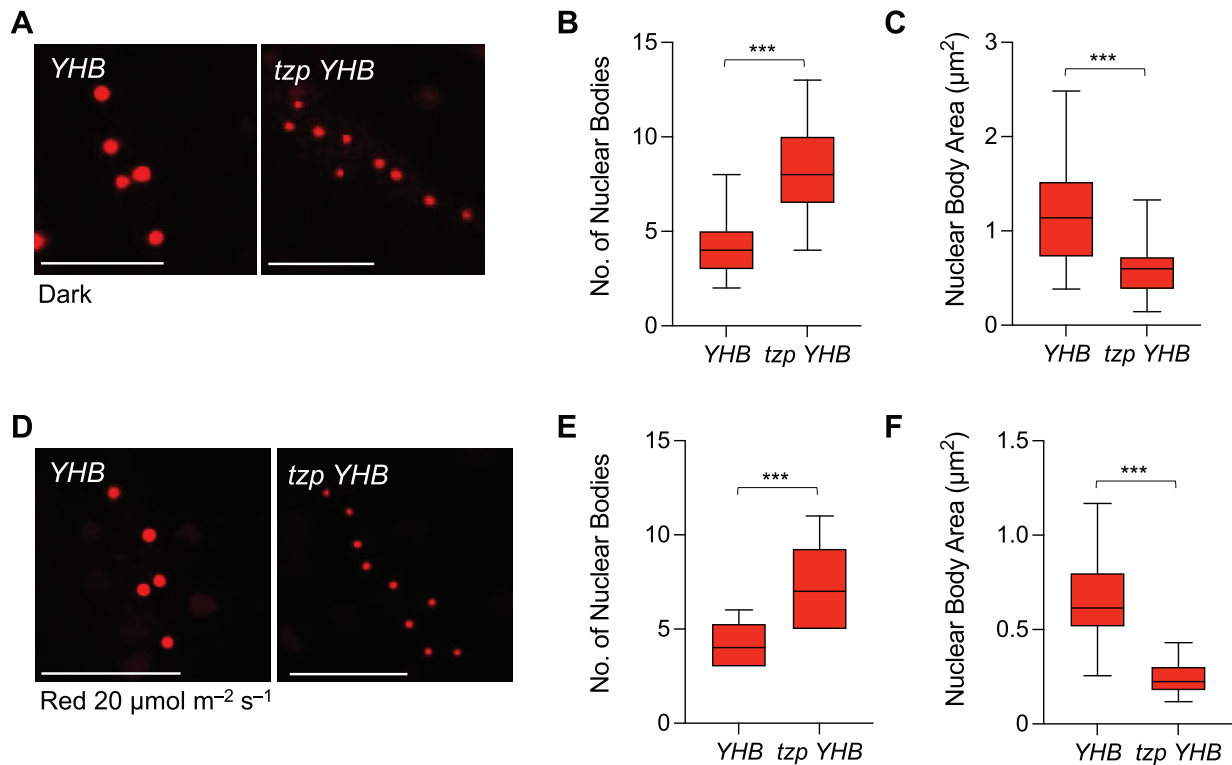 A
YHB
tzp YHB
Dark
B
No. of Nuclear Bodies
15
10
5
0
***
YHB
tzp YHB
C
Nuclear Body Area (µm²)
3
2
1
0
***
YHB
tzp YHB
D
YHB
tzp YHB
Red 20 µmol m⁻² s⁻¹
E
No. of Nuclear Bodies
15
10
5
0
***
YHB
tzp YHB
F
Nuclear Body Area (µm²)
1.5
1.0
0.5
0
***
YHB
tzp YHB